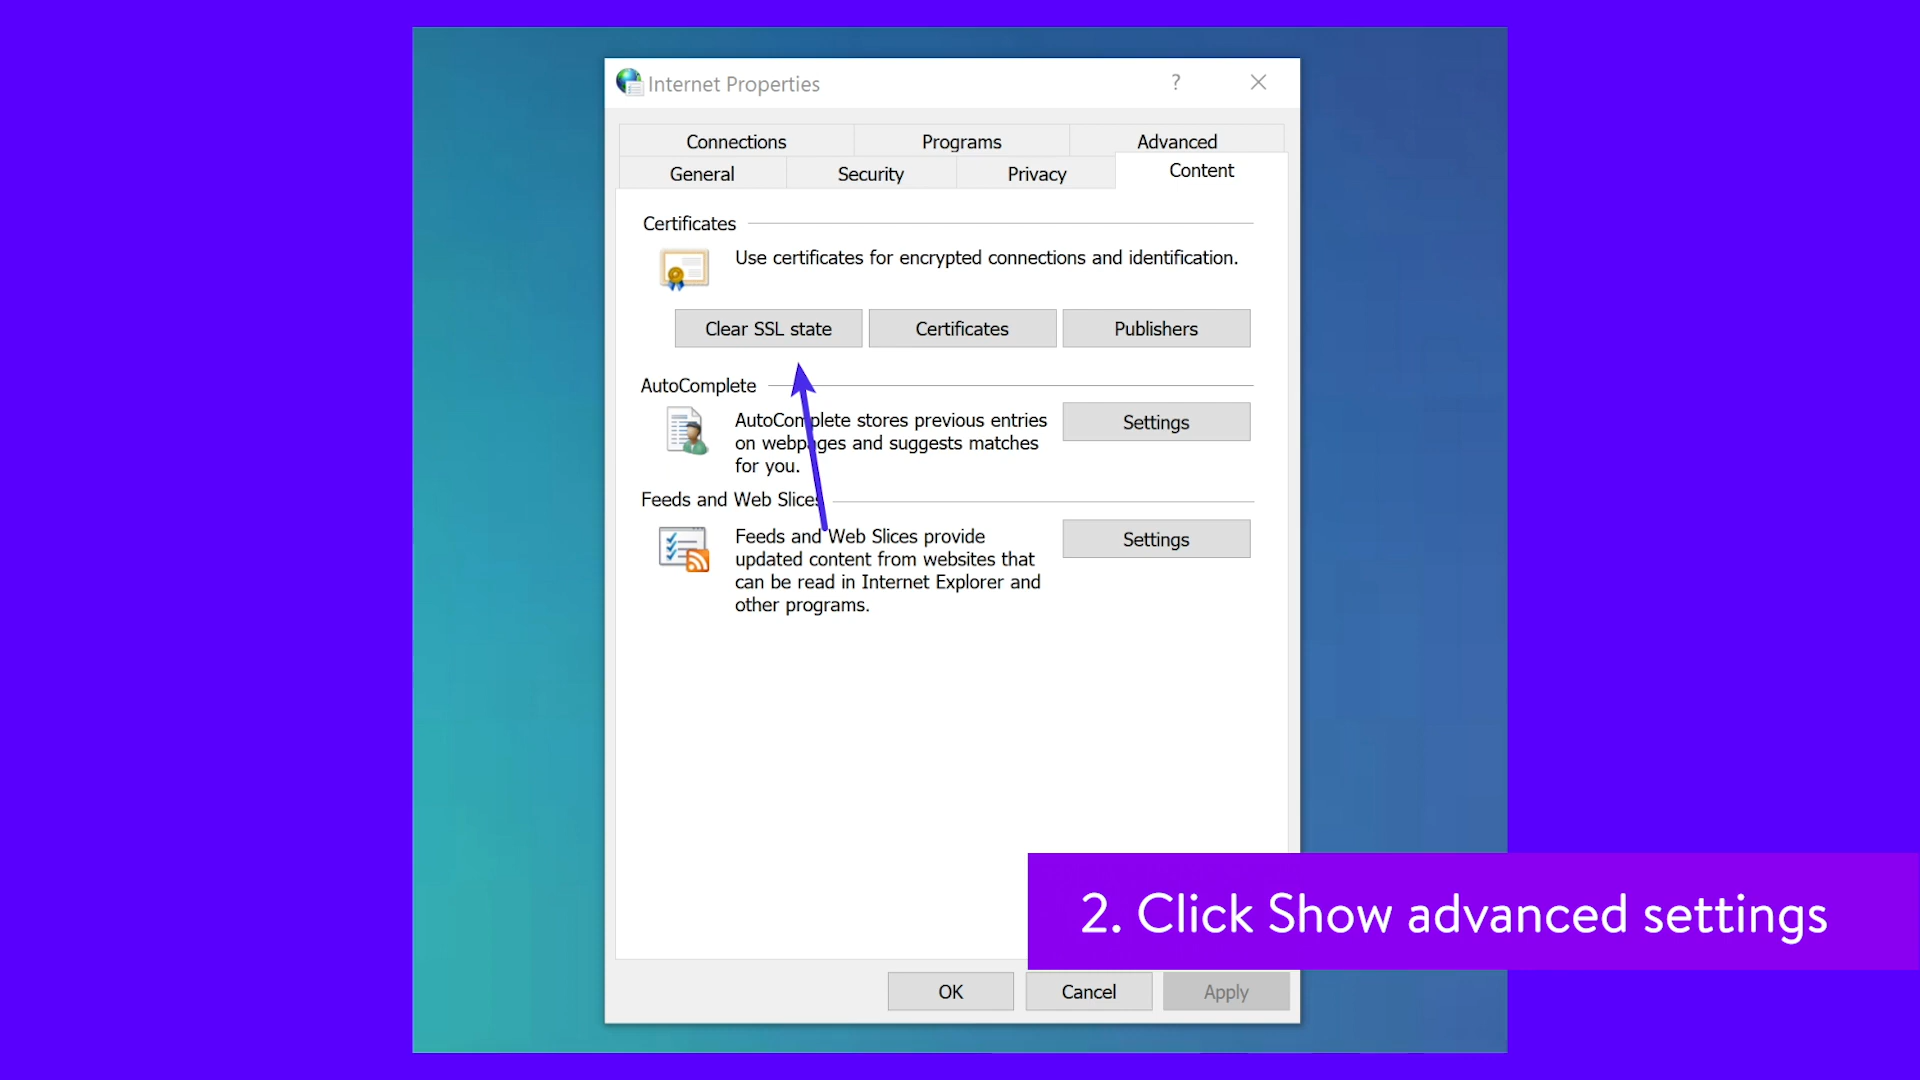 Internet Properties
?
Connections
Programs
Advanced
General
Security
Privacy
Content
Certificates
Use certificates for encrypted connections and identification.
Clear SSL state
Certificates
Publishers
AutoComplete
AutoComplete stores previous entries
on webpages and suggests matches
for you.
Settings
Feeds and Web Slices
Feeds and Web Slices provide
updated content from websites that
can be read in Internet Explorer and
other programs.
Settings
2. Click Show advanced settings
OK
Cancel
Apply